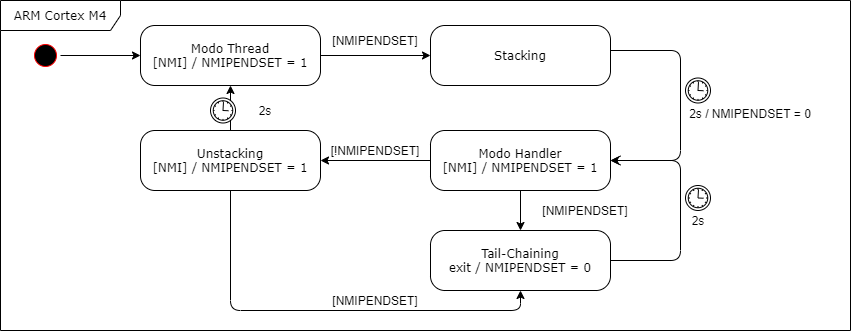 ARM Cortex M4
Modo Thread
[NMI] / NMIPENDSET = 1
[NMIPENDSET]
Stacking
2s / NMIPENDSET = 0
2s
Unstacking
[NMI] / NMIPENDSET = 1
[!NMIPENDSET]
Modo Handler
[NMI] / NMIPENDSET = 1
[NMIPENDSET]
2s
Tail-Chaining
exit / NMIPENDSET = 0
[NMIPENDSET]